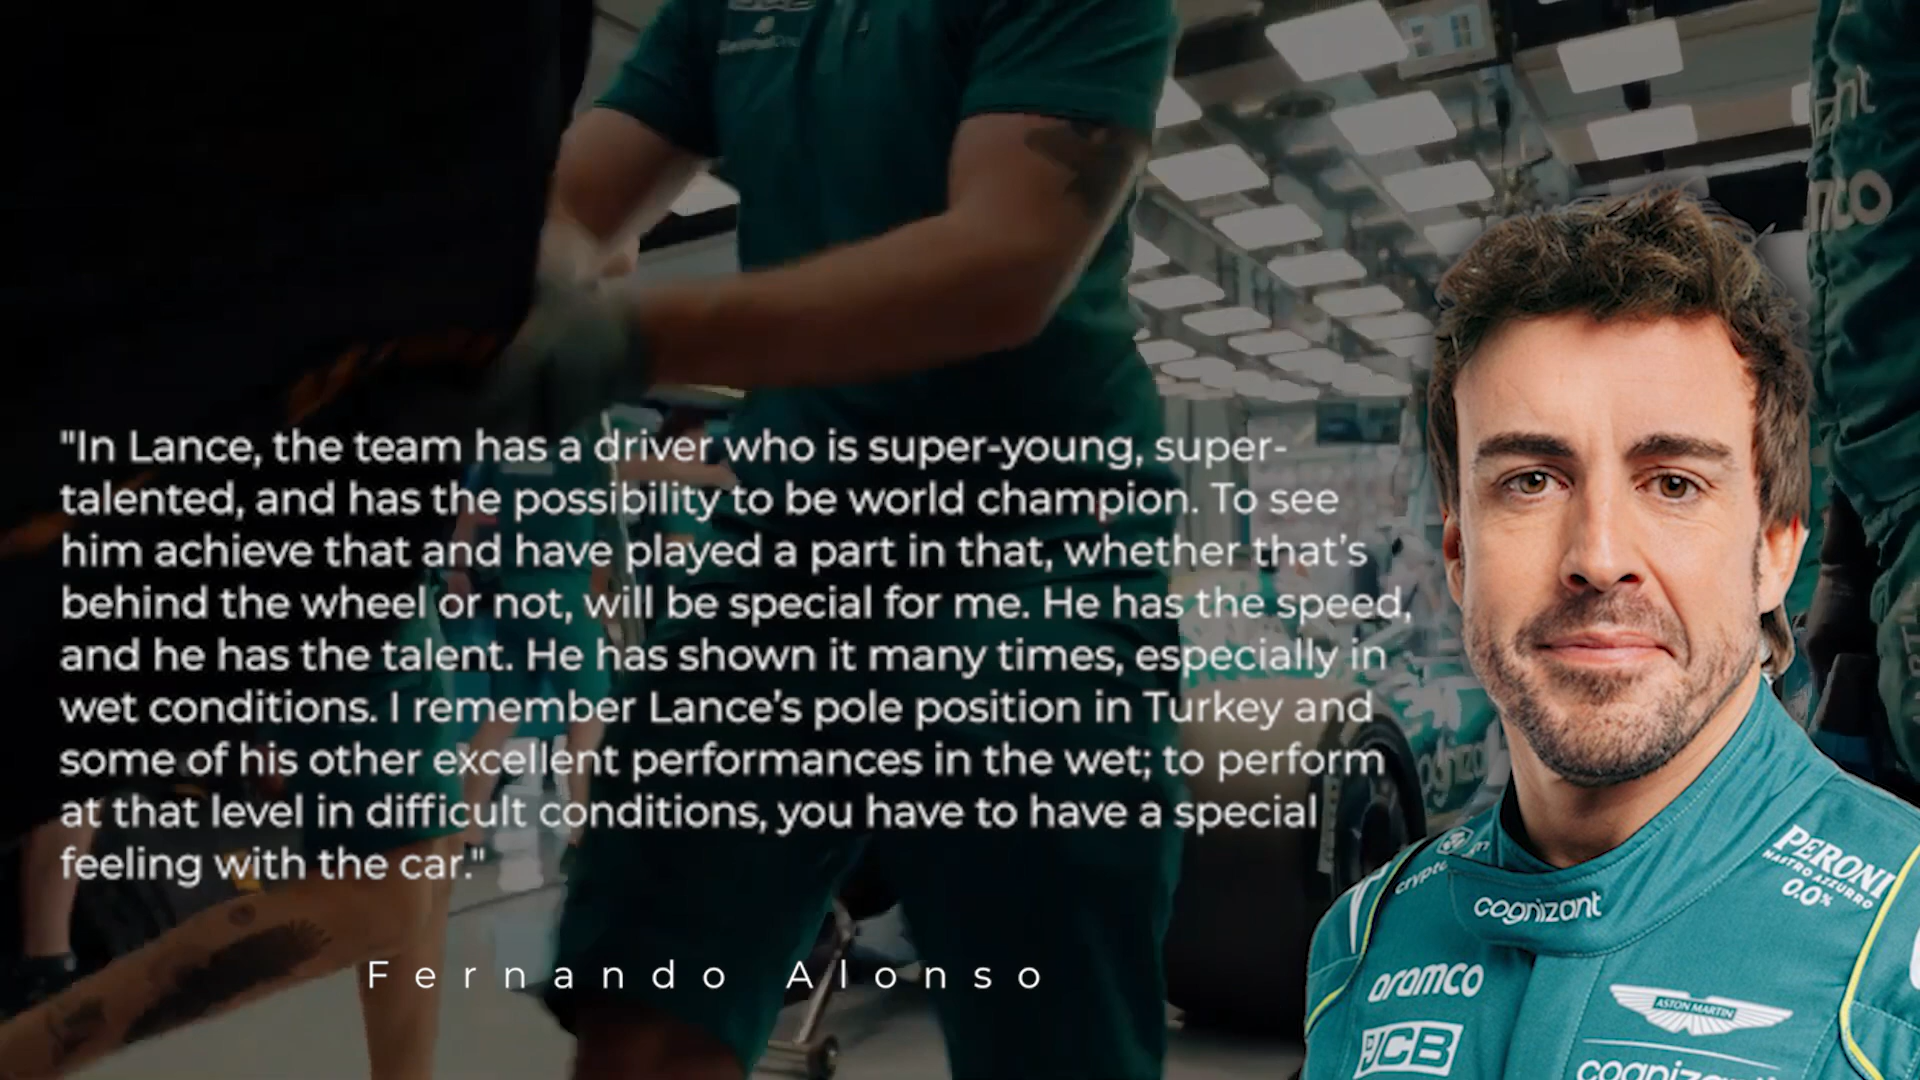 "In Lance, the team has a driver who is super-young, super-
talented, and has the possibility to be world champion. To see
him achieve that and have played a part in that, whether that's
behind the wheel or not, will be special for me. He has the speed,
and he has the talent. He has shown it many times, especially in
wet conditions. I remember Lance's pole position in Turkey and
some of his other excellent performances in the wet; to perform
at that level in difficult conditions, you have to have a special
feeling with the car."
Fernando Alonso
PERONI
NASTRO AZZURRO
0.0%
crypto
cognizant
aramco
ASTON MARTIN
JCB
cognizant